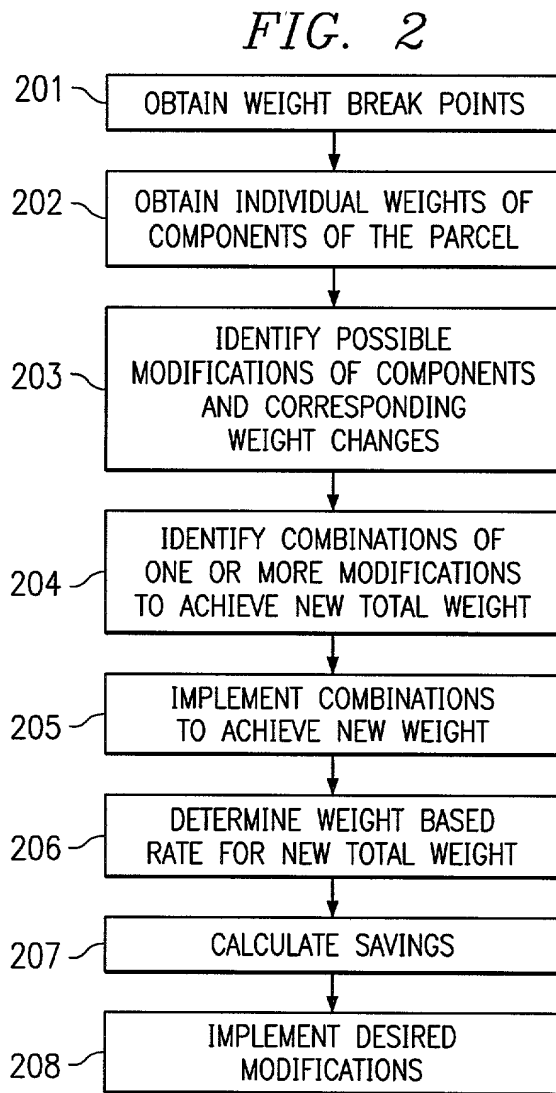 FIG. 2
201
OBTAIN WEIGHT BREAK POINTS
202
OBTAIN INDIVIDUAL WEIGHTS OF
COMPONENTS OF THE PARCEL
203
IDENTIFY POSSIBLE
MODIFICATIONS OF COMPONENTS
AND CORRESPONDING
WEIGHT CHANGES
204
IDENTIFY COMBINATIONS OF
ONE OR MORE MODIFICATIONS
TO ACHIEVE NEW TOTAL WEIGHT
205
IMPLEMENT COMBINATIONS
TO ACHIEVE NEW WEIGHT
206
DETERMINE WEIGHT BASED
RATE FOR NEW TOTAL WEIGHT
207
CALCULATE SAVINGS
208
IMPLEMENT DESIRED
MODIFICATIONS